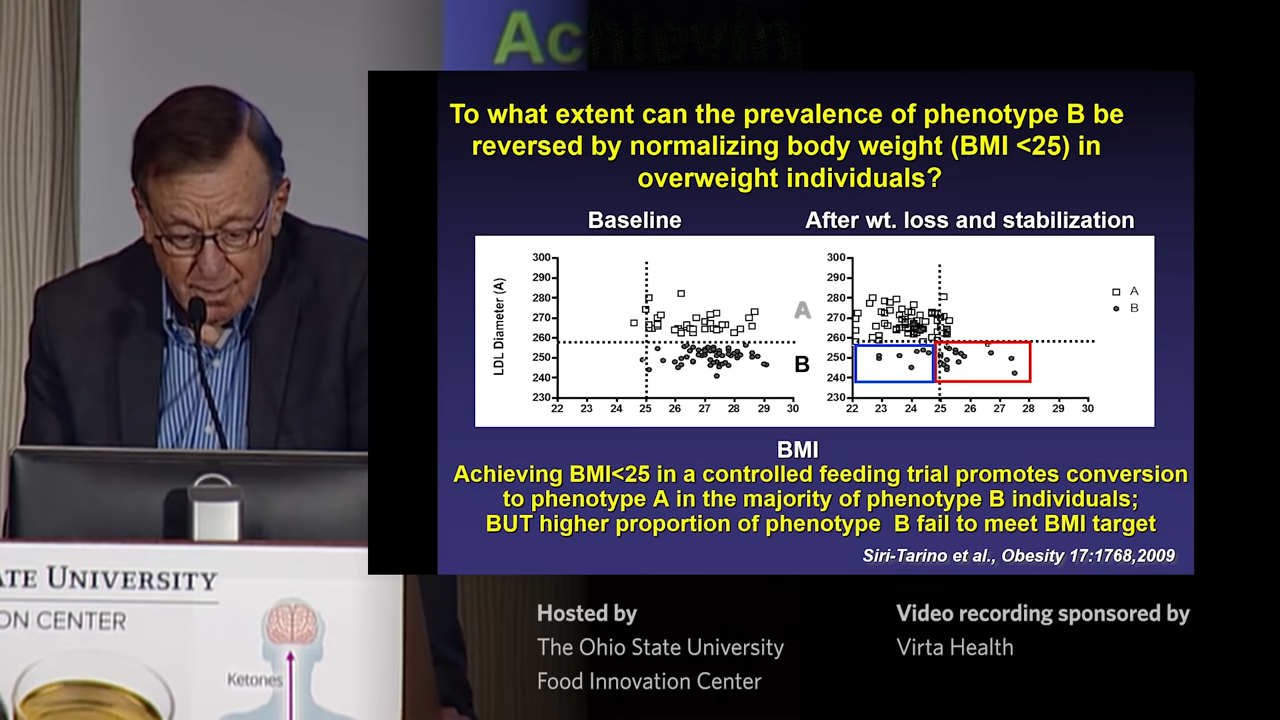 Ac
To what extent can the prevalence of phenotype B be
reversed by normalizing body weight (BMI <25) in
overweight individuals?
Baseline
After wt. loss and stabilization
LDL Diameter (A)
300
290
280
270
260
250
240
230
22 23 24 25 26 27 28 29 30
A
B
300
290
280
270
260
250
240
230
22 23 24 25 26 27 28 29 30
A
B
BMI
Achieving BMI<25 in a controlled feeding trial promotes conversion
to phenotype A in the majority of phenotype B individuals;
BUT higher proportion of phenotype B fail to meet BMI target
Siri-Tarino et al., Obesity 17:1768,2009
ATE UNIVERSITY
ON CENTER
Ketones
Hosted by
The Ohio State University
Food Innovation Center
Video recording sponsored by
Virta Health